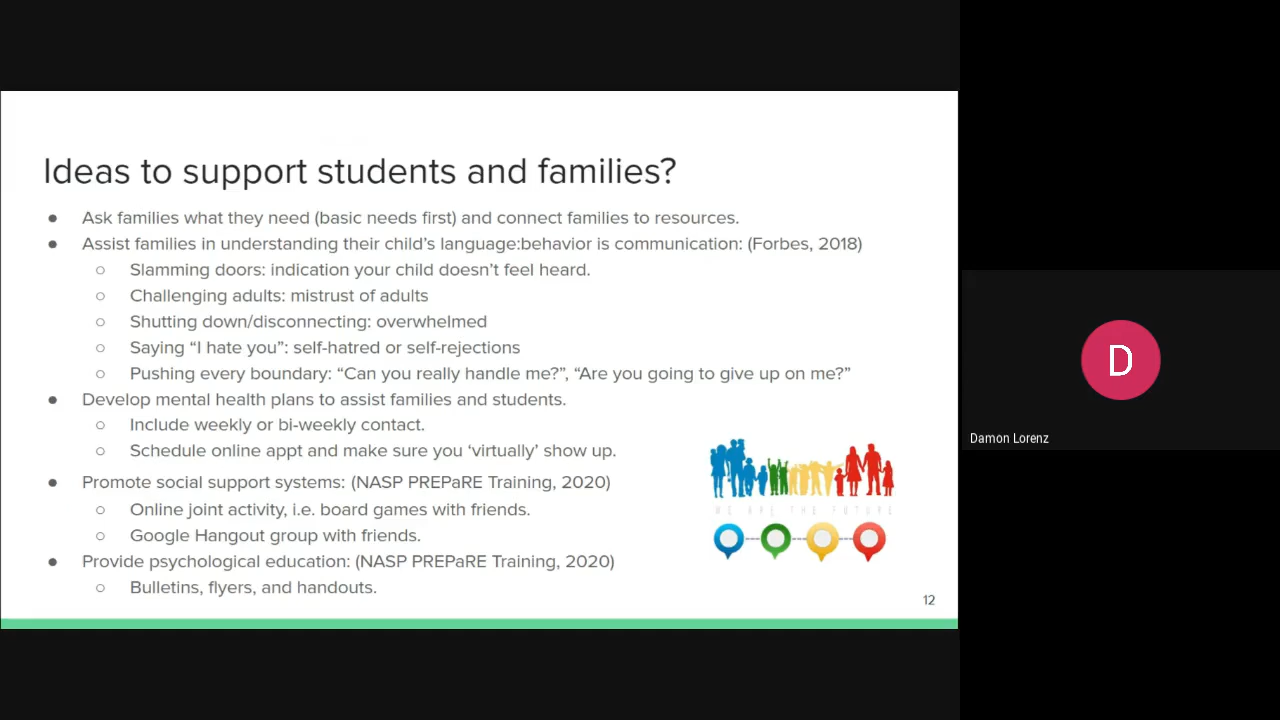 Ideas to support students and families?
● Ask families what they need (basic needs first) and connect families to resources.
● Assist families in understanding their child’s language:behavior is communication: (Forbes, 2018)
○ Slamming doors: indication your child doesn’t feel heard.
○ Challenging adults: mistrust of adults
○ Shutting down/disconnecting: overwhelmed
○ Saying “I hate you”: self-hatred or self-rejections
○ Pushing every boundary: “Can you really handle me?”, “Are you going to give up on me?”
● Develop mental health plans to assist families and students.
○ Include weekly or bi-weekly contact.
○ Schedule online appt and make sure you ‘virtually’ show up.
● Promote social support systems: (NASP PREPaRE Training, 2020)
○ Online joint activity, i.e. board games with friends.
○ Google Hangout group with friends.
● Provide psychological education: (NASP PREPaRE Training, 2020)
○ Bulletins, flyers, and handouts.
WE ARE THE FUTURE
12
D
Damon Lorenz